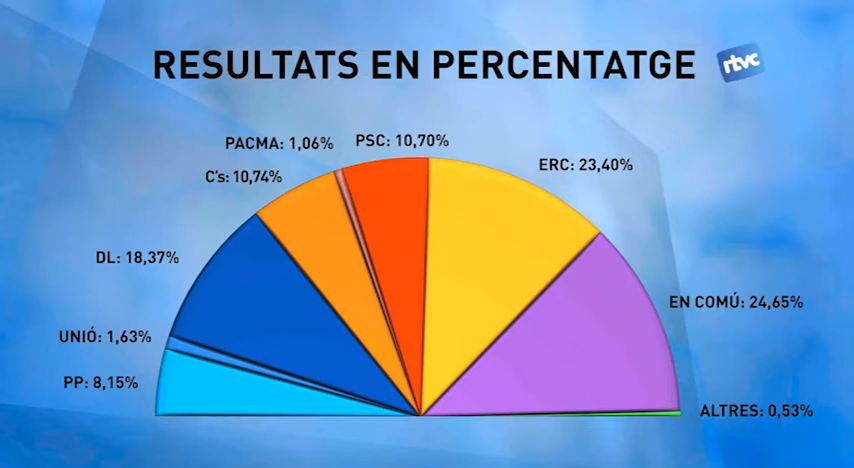 RESULTATS EN PERCENTATGE
rtvc
PACMA: 1,06%
PSC: 10,70%
C's: 10,74%
ERC: 23,40%
DL: 18,37%
EN COMÚ: 24,65%
UNIÓ: 1,63%
PP: 8,15%
ALTRES: 0,53%